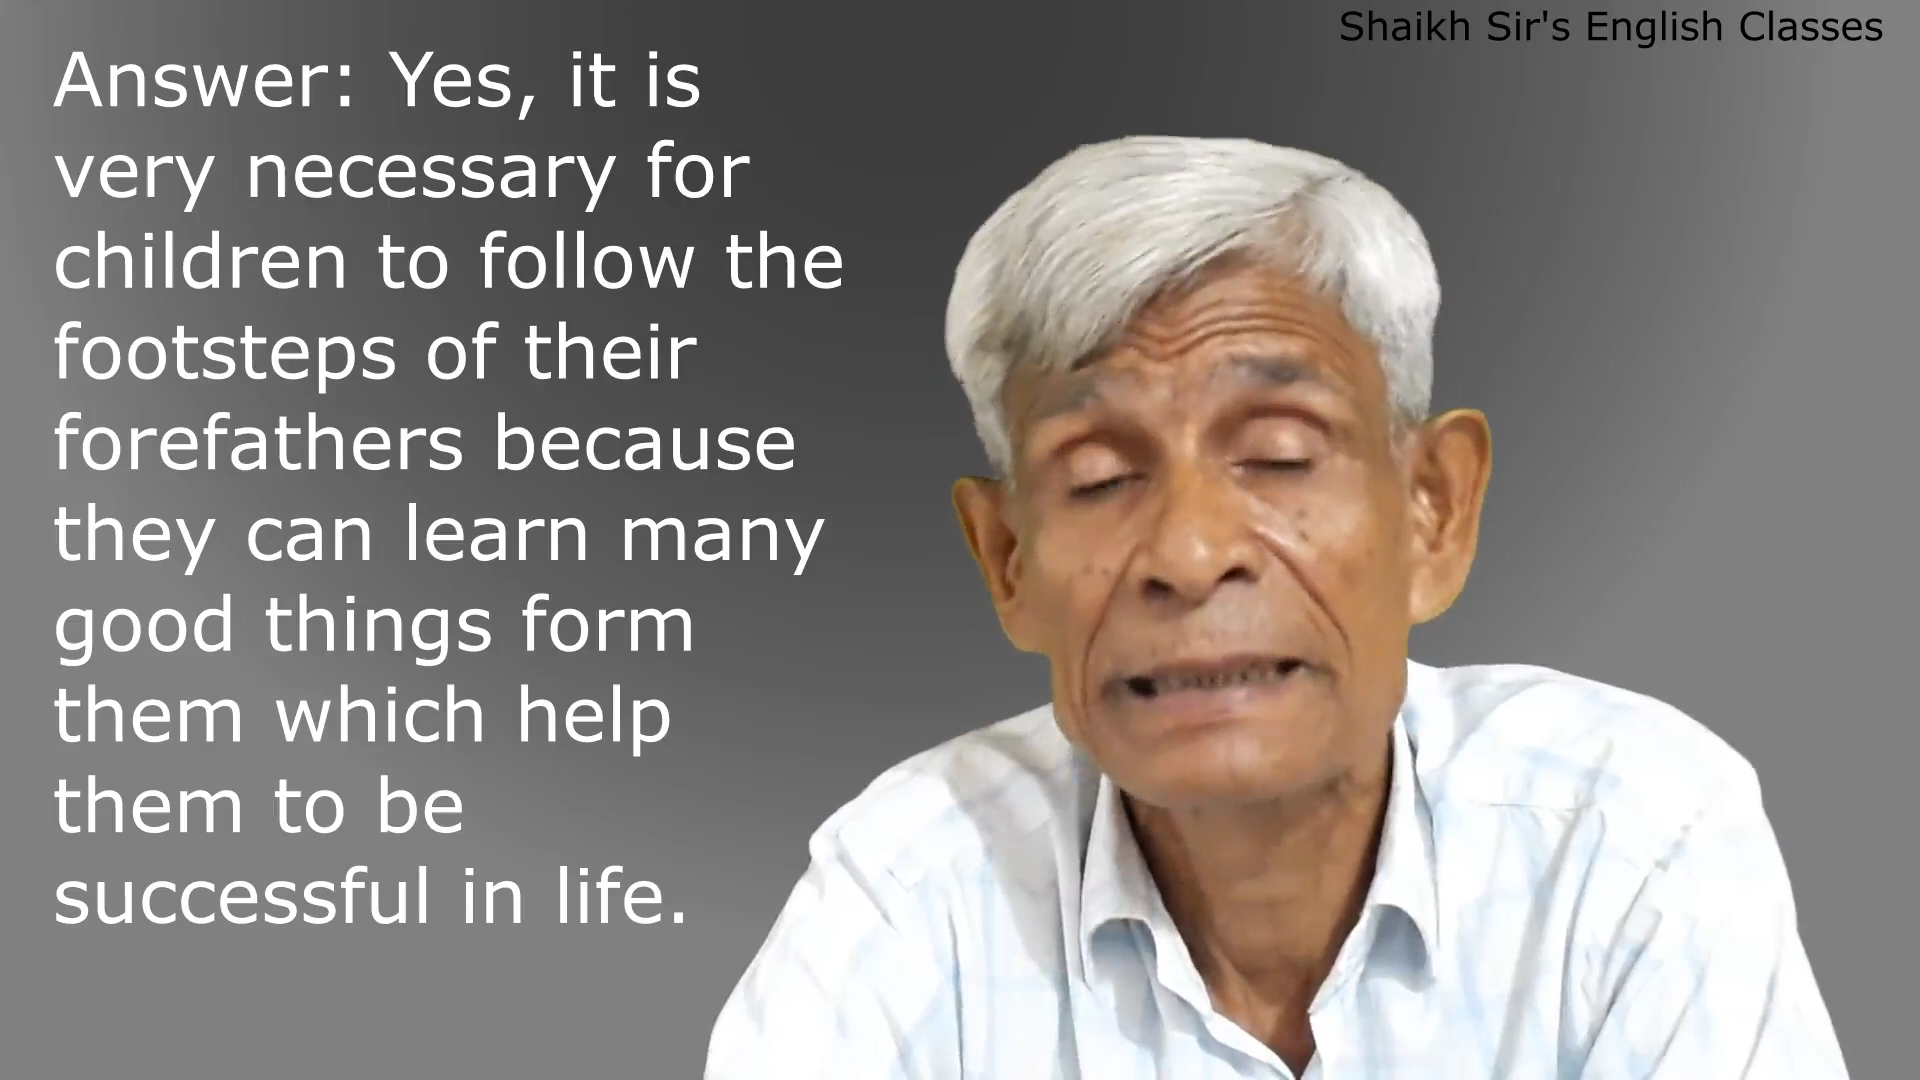 Shaikh Sir's English Classes
Answer: Yes, it is
very necessary for
children to follow the
footsteps of their
forefathers because
they can learn many
good things form
them which help
them to be
successful in life.